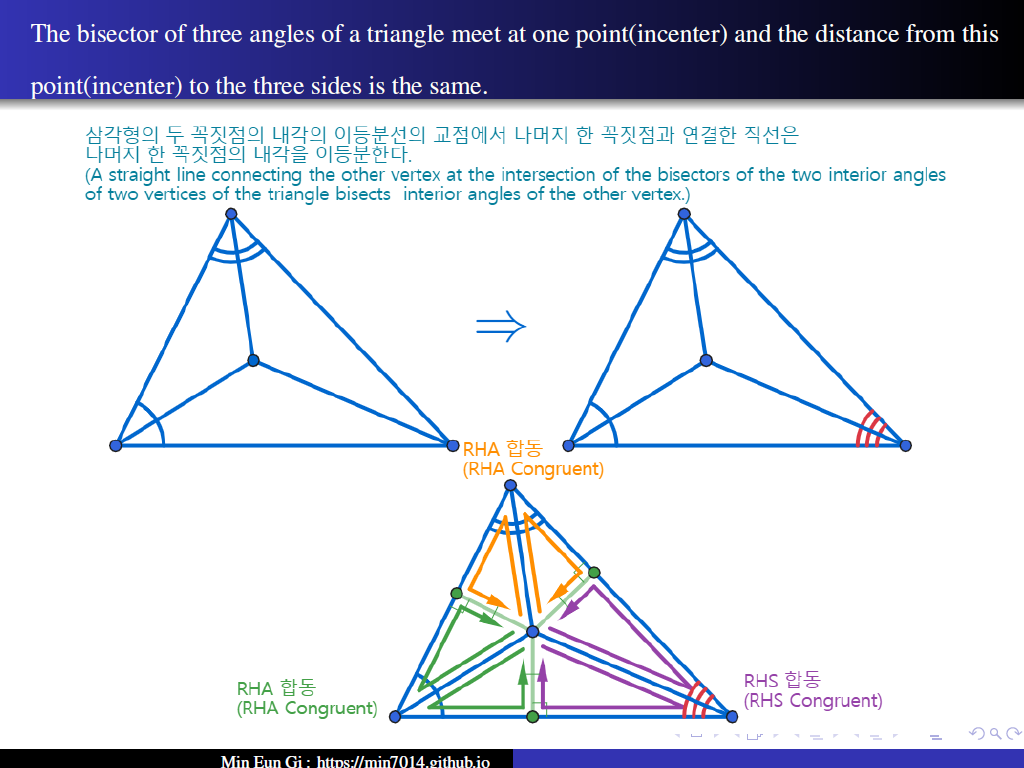 The bisector of three angles of a triangle meet at one point(incenter) and the distance from this
point(incenter) to the three sides is the same.
삼각형의 두 꼭짓점의 내각의 이등분선의 교점에서 나머지 한 꼭짓점과 연결한 직선은
나머지 한 꼭짓점의 내각을 이등분한다.
(A straight line connecting the other vertex at the intersection of the bisectors of the two interior angles
of two vertices of the triangle bisects interior angles of the other vertex.)
⇒
RHA 합동
(RHA Congruent)
RHA 합동
(RHA Congruent)
RHS 합동
(RHS Congruent)
Min Eun Gi : https://min7014.github.io